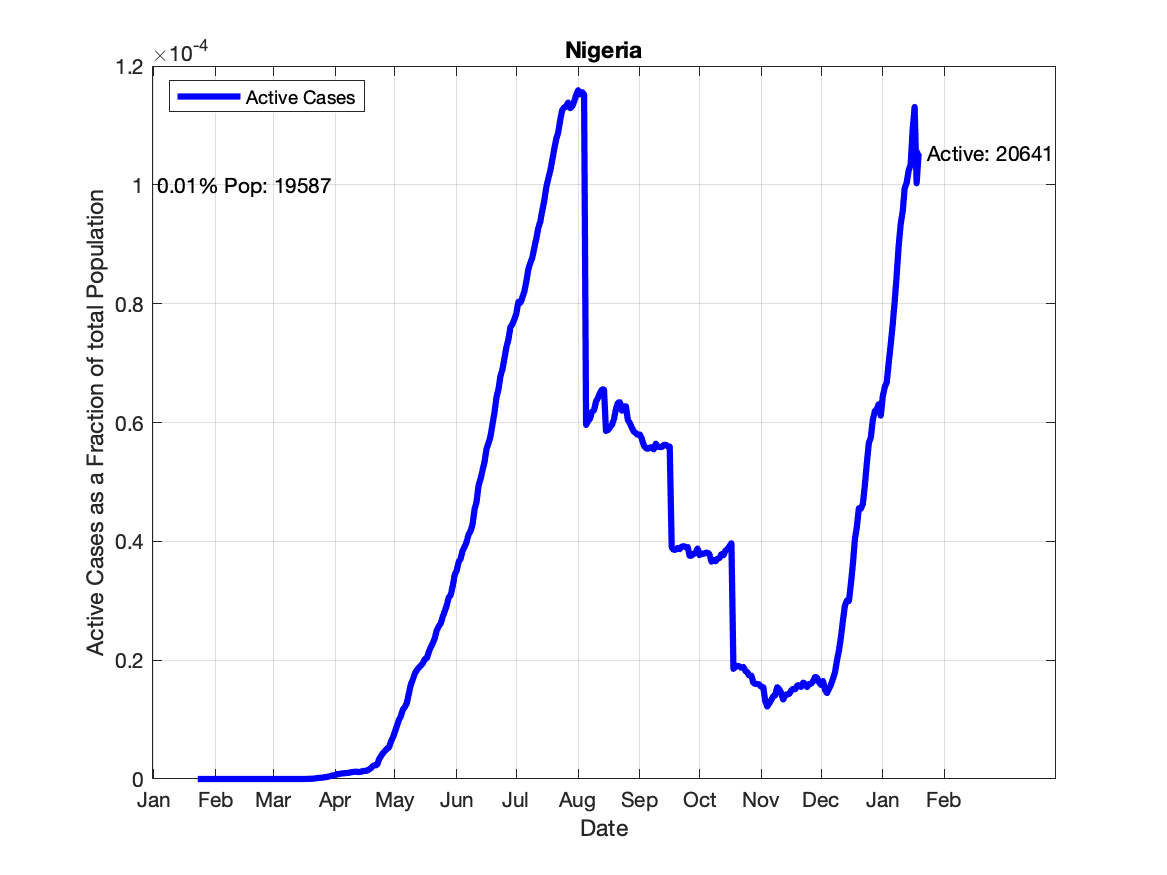 Nigeria
×10-4
1.2
Active Cases
Active: 20641
1
0.01% Pop: 19587
0.8
0.6
0.4
0.2
0
Active Cases as a Fraction of total Population
Jan Feb Mar Apr May Jun Jul Aug Sep Oct Nov Dec Jan Feb
Date